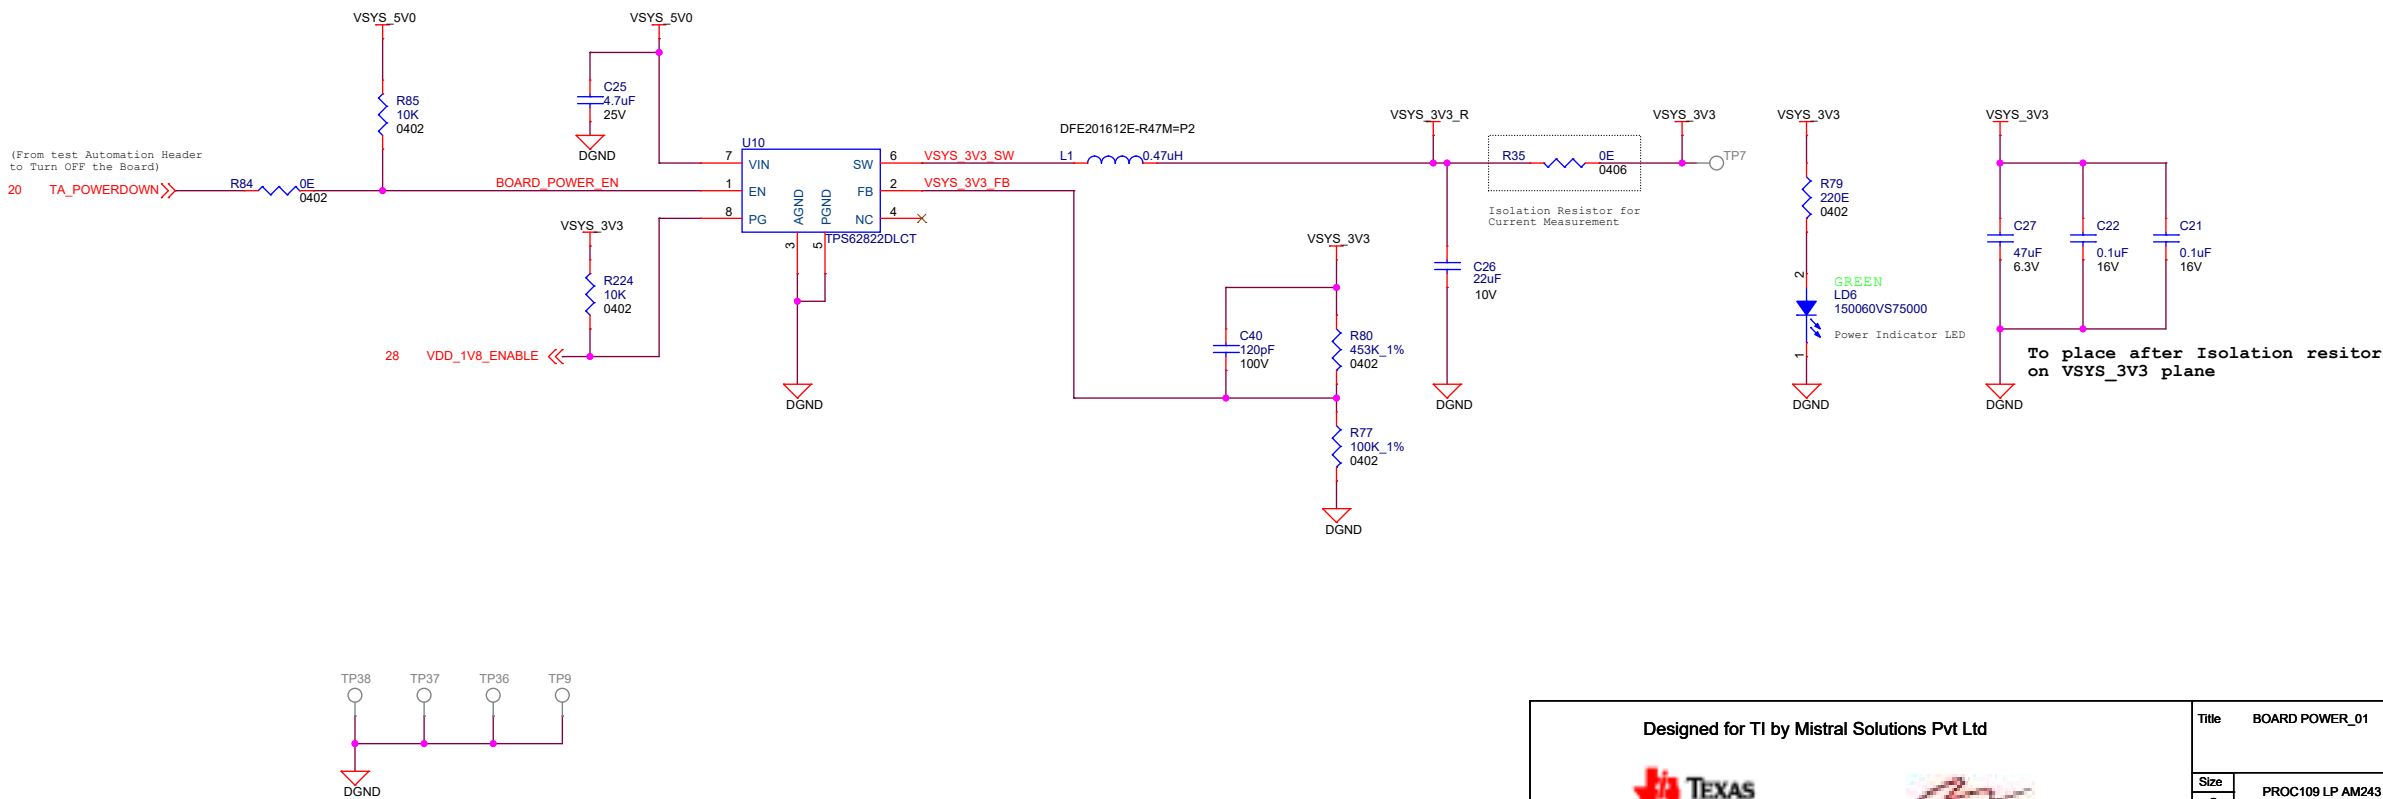 VSYS_5V0
VSYS_5V0
R85
10K
0402
C25
4.7uF
25V
DGND
(From test Automation Header
to Turn OFF the Board)
20 TA_POWERDOWN
R84 0E
0402
BOARD_POWER_EN
U10
7 VIN
1 EN
8 PG
SW 6
FB 2
NC 4
AGND
PGND
3
5
TPS62822DLCT
VSYS_3V3_SW
VSYS_3V3_FB
DFE201612E-R47M=P2
L1 0.47uH
VSYS_3V3_R
R35 0E
0406
Isolation Resistor for
Current Measurement
VSYS_3V3
TP7
VSYS_3V3
R79
220E
0402
2
GREEN
LD6
150060VS75000
Power Indicator LED
1
DGND
VSYS_3V3
C27
47uF
6.3V
C22
0.1uF
16V
C21
0.1uF
16V
To place after Isolation resitor
on VSYS_3V3 plane
DGND
VSYS_3V3
R224
10K
0402
28 VDD_1V8_ENABLE
DGND
VSYS_3V3
C40
120pF
100V
R80
453K_1%
0402
R77
100K_1%
0402
DGND
C26
22uF
10V
DGND
TP38 TP37 TP36 TP9
DGND
Designed for TI by Mistral Solutions Pvt Ltd
TEXAS
Title BOARD POWER_01
Size
PROC109 LP AM243